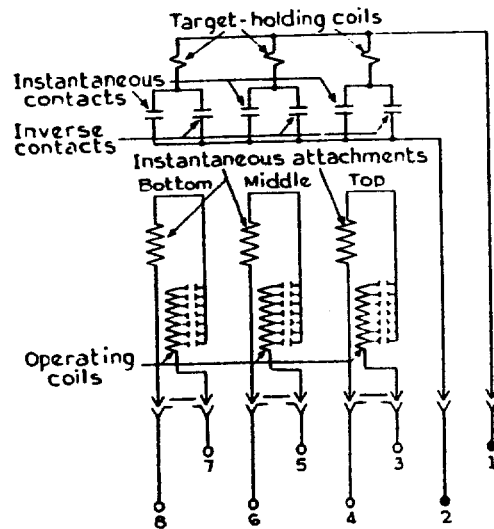 Target-holding coils
Instantaneous
contacts
Inverse
contacts
Instantaneous attachments
Bottom Middle Top
Operating
coils
7 5 3 1
8 6 4 2